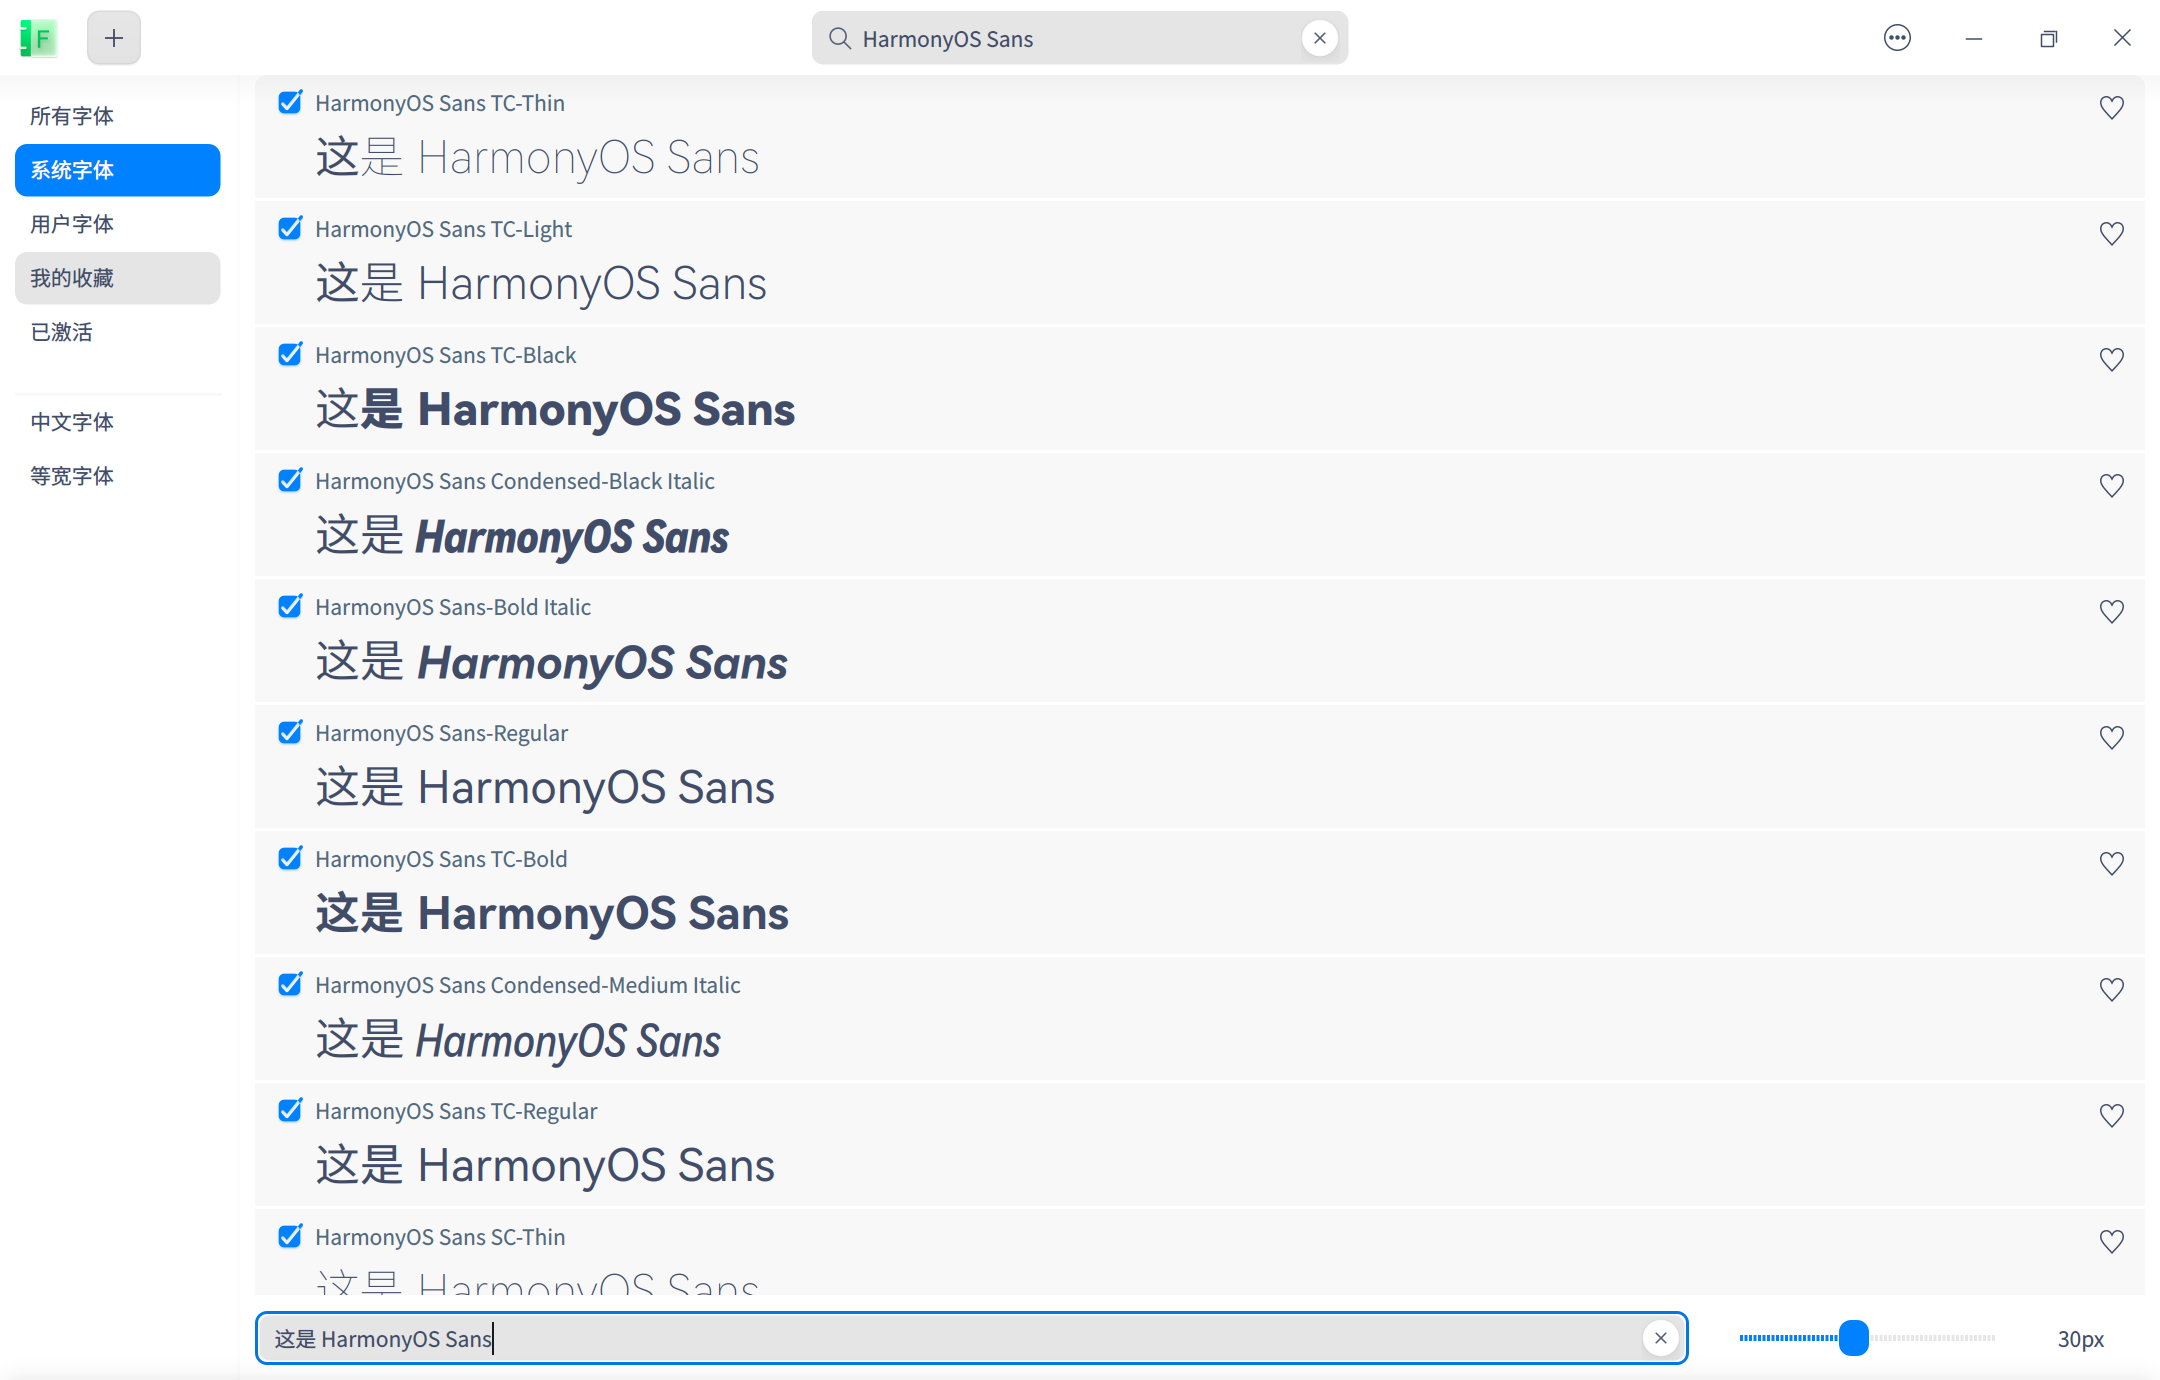 F
HarmonyOS Sans
所有字体
系统字体
用户字体
我的收藏
已激活
中文字体
等宽字体
HarmonyOS Sans TC-Thin
这是 HarmonyOS Sans
HarmonyOS Sans TC-Light
这是 HarmonyOS Sans
HarmonyOS Sans TC-Black
这是 HarmonyOS Sans
HarmonyOS Sans Condensed-Black Italic
这是 HarmonyOS Sans
HarmonyOS Sans-Bold Italic
这是 HarmonyOS Sans
HarmonyOS Sans-Regular
这是 HarmonyOS Sans
HarmonyOS Sans TC-Bold
这是 HarmonyOS Sans
HarmonyOS Sans Condensed-Medium Italic
这是 HarmonyOS Sans
HarmonyOS Sans TC-Regular
这是 HarmonyOS Sans
HarmonyOS Sans SC-Thin
这是 HarmonyOS Sans
这是 HarmonyOS Sans
30px